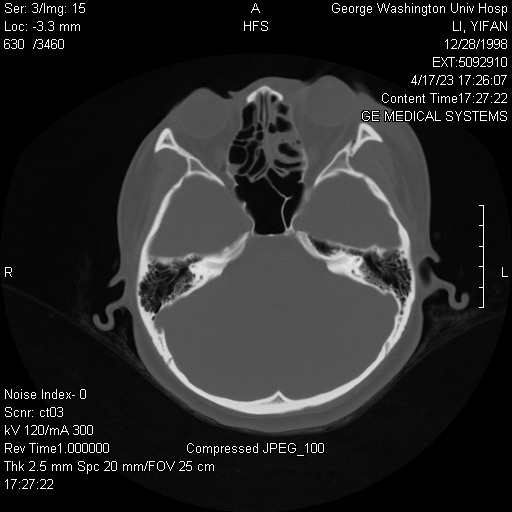 Ser: 3/Img: 15
Loc: -3.3 mm
630 /3460
A
HFS
George Washington Univ Hosp
LI, YIFAN
12/28/1998
EXT:5092910
4/17/23 17:26:07
Content Time17:27:22
GE MEDICAL SYSTEMS
R
L
Noise Index- 0
Scnr: ct03
kV 120/mA 300
Rev Time1.000000
Compressed JPEG_100
Thk 2.5 mm Spc 20 mm/FOV 25 cm
17:27:22